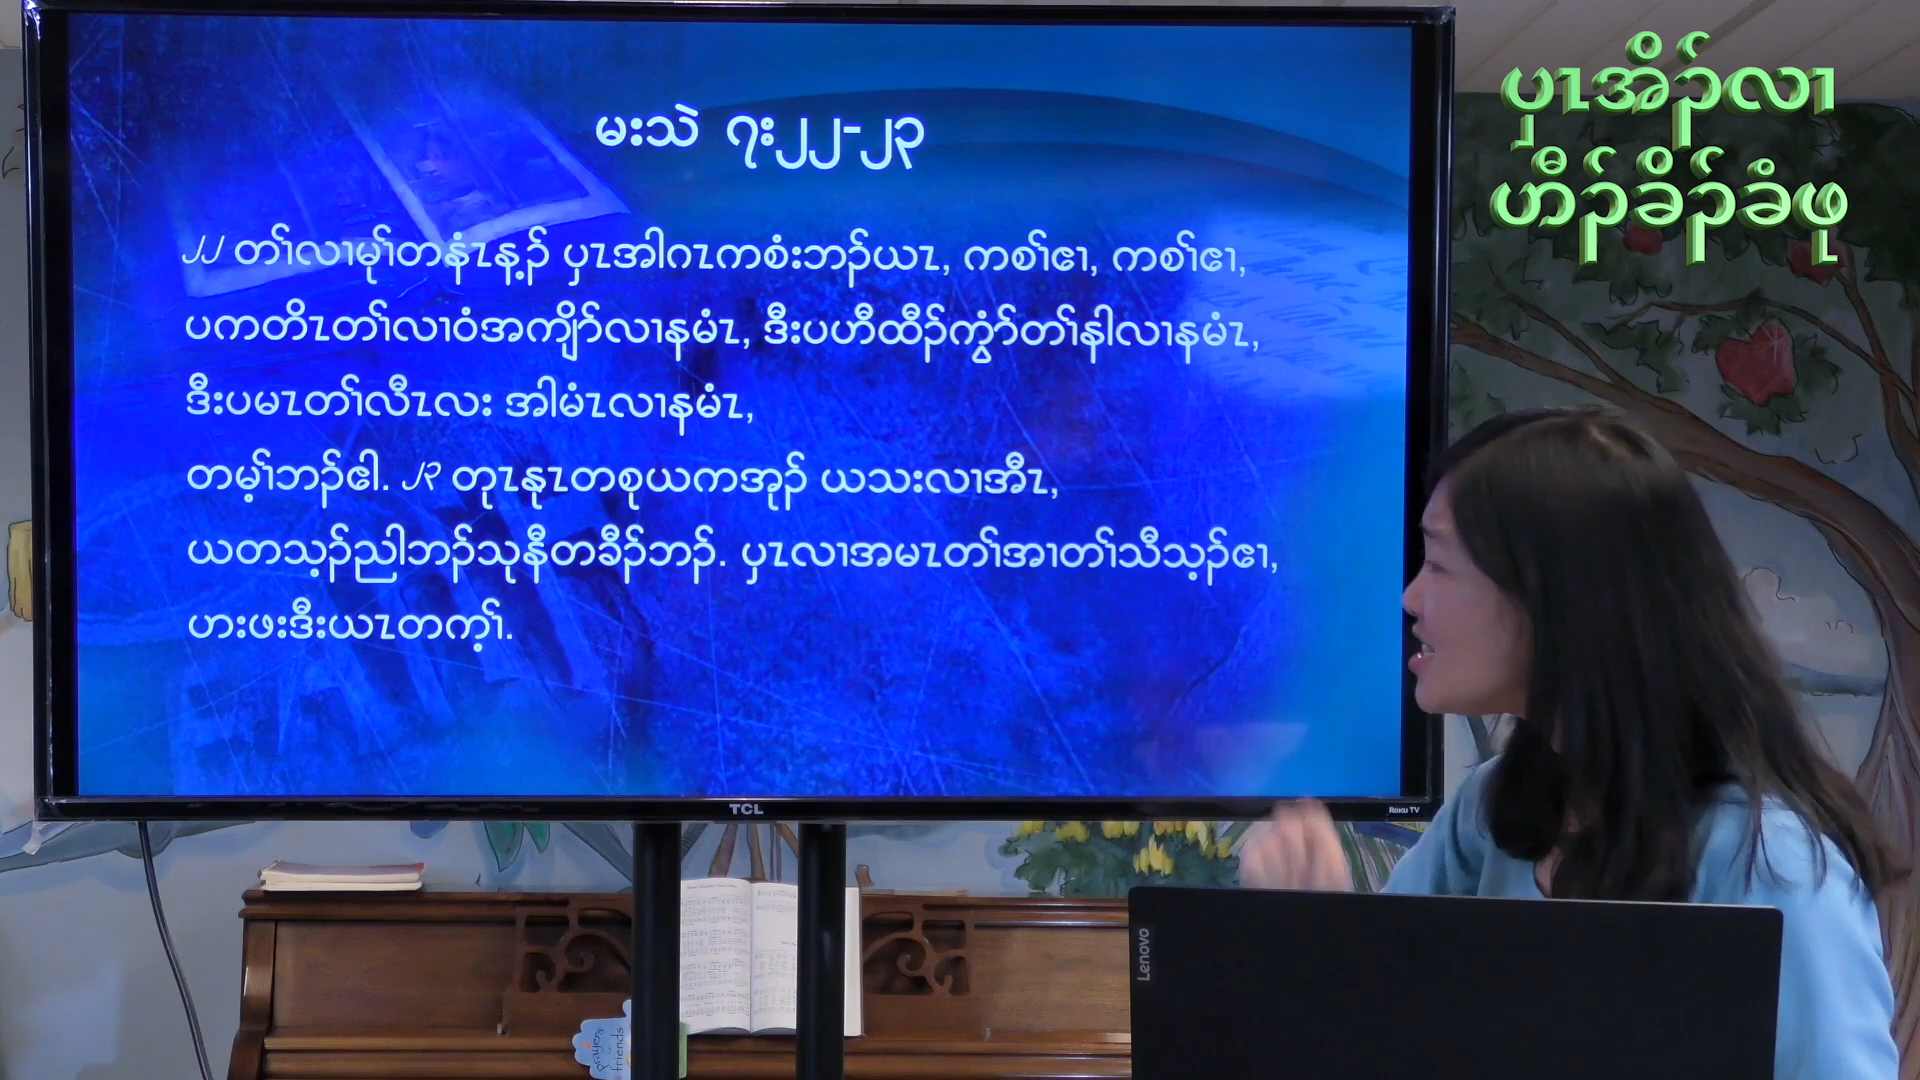 မးသဲ ၇း၂၂-၂၃
၂၂ တၢ်လၢမုၢ်တနံၤန့ၣ် ပှၤအါဂၤကစံးဘၣ်ယၤ, ကစၢ်ဧၢ, ကစၢ်ဧၢ,
ပကတိၤတၢ်လၢဝံအကျိာ်လၢနမံၤ, ဒီးပဟီထီၣ်ကွံာ်တၢ်နါလၢနမံၤ,
ဒီးပမၤတၢ်လီၤလး အါမံၤလၢနမံၤ,
တမ့ၢ်ဘၣ်ဧါ. ၂၃ တုၤနုၤတစုယကအုၣ် ယသးလၢအီၤ,
ယတသ့ၣ်ညါဘၣ်သုနီတခီၣ်ဘၣ်. ပှၤလၢအမၤတၢ်အၢတၢ်သီသ့ၣ်ဧၢ,
ဟးဖးဒီးယၤတက့ၢ်.
ပှၤအိၣ်လၢ
ဟီၣ်ခိၣ်ခံဖု
TCL
Roku TV
Lenovo
prayers
friends